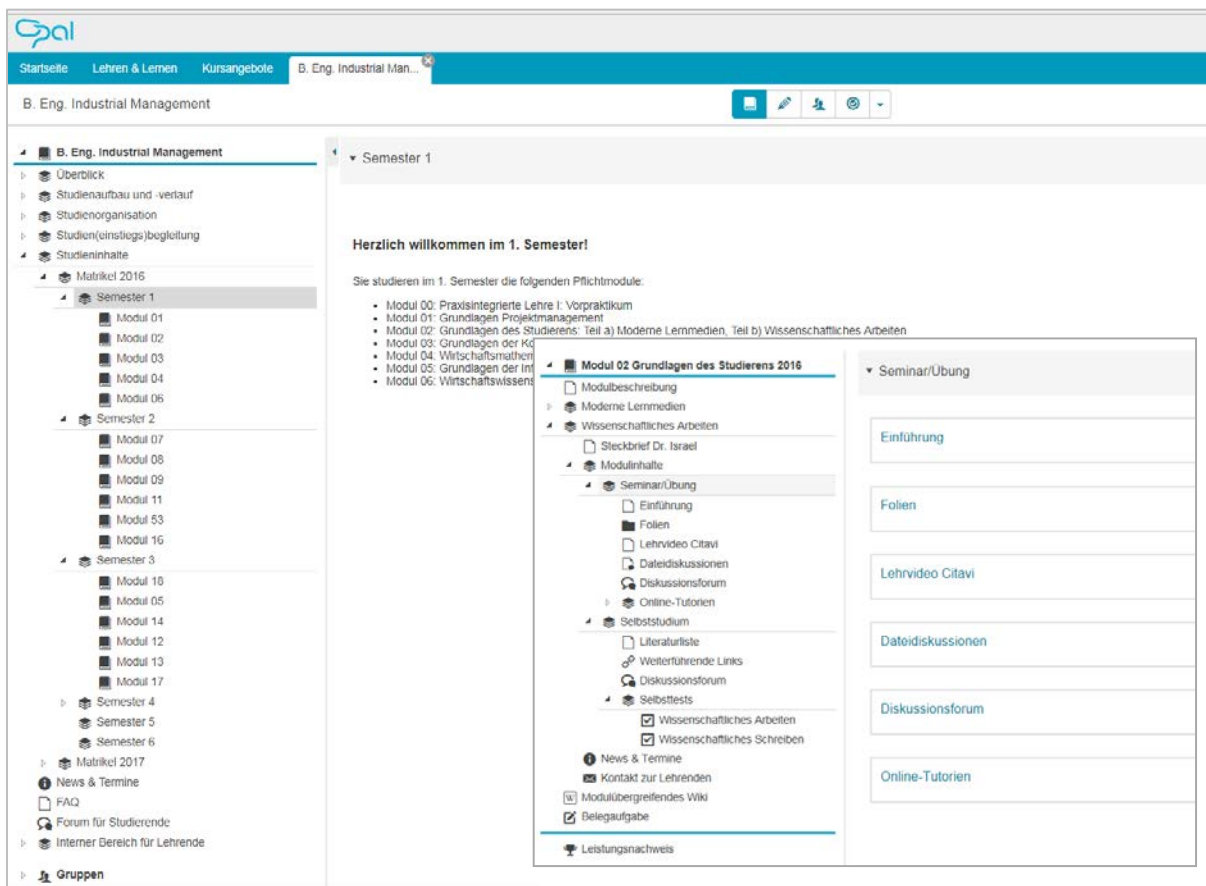 Opal
Startseite Lehren & Lernen Kursangebote B. Eng. Industrial Man...
B. Eng. Industrial Management
B. Eng. Industrial Management
Überblick
Studienaufbau und -verlauf
Studienorganisation
Studien(einstiegs)begleitung
Studieninhalte
Matrikel 2016
Semester 1
Modul 01
Modul 02
Modul 03
Modul 04
Modul 06
Semester 2
Modul 07
Modul 08
Modul 09
Modul 11
Modul 53
Modul 16
Semester 3
Modul 18
Modul 05
Modul 14
Modul 12
Modul 13
Modul 17
Semester 4
Semester 5
Semester 6
Matrikel 2017
News & Termine
FAQ
Forum für Studierende
Interner Bereich für Lehrende
Gruppen
Semester 1
Herzlich willkommen im 1. Semester!
Sie studieren im 1. Semester die folgenden Pflichtmodule:
Modul 00: Praxisintegrierte Lehre I: Vorpraktikum
Modul 01: Grundlagen Projektmanagement
Modul 02: Grundlagen des Studierens: Teil a) Moderne Lernmedien, Teil b) Wissenschaftliches Arbeiten
Modul 03: Grundlagen der Ko
Modul 04: Wirtschaftsmathem
Modul 05: Grundlagen der Inf
Modul 06: Wirtschaftswissens
Modul 02 Grundlagen des Studierens 2016
Modulbeschreibung
Moderne Lernmedien
Wissenschaftliches Arbeiten
Steckbrief Dr. Israel
Modulinhalte
Seminar/Übung
Einführung
Folien
Lehrvideo Citavi
Dateidiskussionen
Diskussionsforum
Online-Tutorien
Selbststudium
Literaturliste
Weiterführende Links
Diskussionsforum
Selbsttests
Wissenschaftliches Arbeiten
Wissenschaftliches Schreiben
News & Termine
Kontakt zur Lehrenden
W Modulübergreifendes Wiki
Belegaufgabe
Leistungsnachweis
Seminar/Übung
Einführung
Folien
Lehrvideo Citavi
Dateidiskussionen
Diskussionsforum
Online-Tutorien